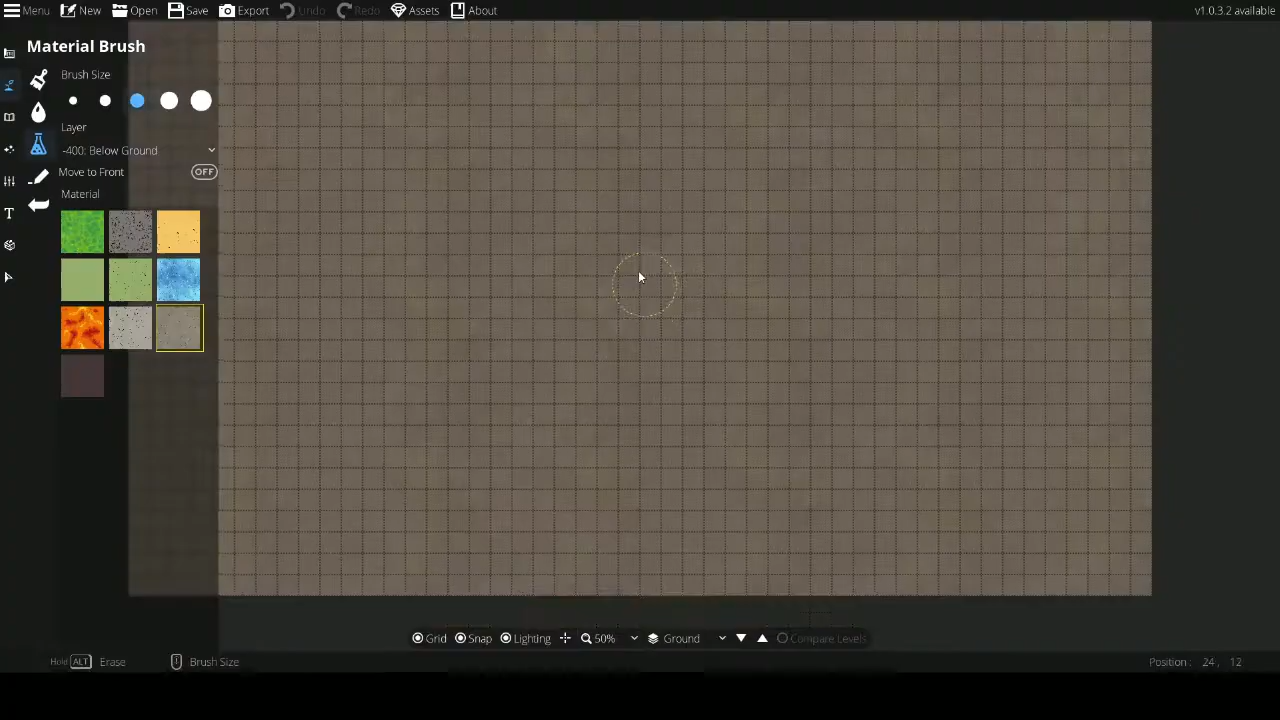 Menu New Open Save Export Undo Redo Assets About v1.0.3.2 available
Material Brush
Brush Size
Layer
-400: Below Ground
Move to Front OFF
Material
T
Grid Snap Lighting 50% Ground Compare Levels
Hold ALT Erase Brush Size Position : 24 , 12